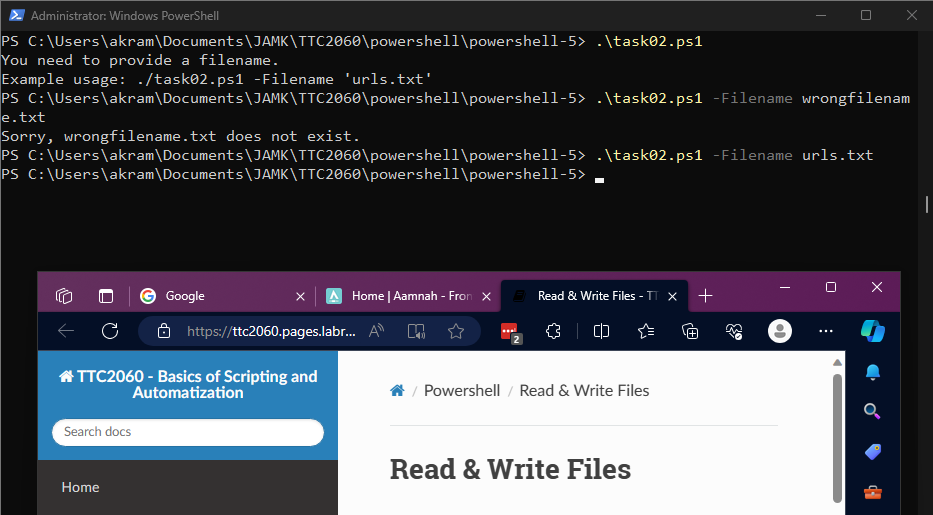 Administrator: Windows PowerShell
PS C:\Users\akram\Documents\JAMK\TTC2060\powershell\powershell-5> .\task02.ps1
You need to provide a filename.
Example usage: ./task02.ps1 -Filename 'urls.txt'
PS C:\Users\akram\Documents\JAMK\TTC2060\powershell\powershell-5> .\task02.ps1 -Filename wrongfilenam
e.txt
Sorry, wrongfilename.txt does not exist.
PS C:\Users\akram\Documents\JAMK\TTC2060\powershell\powershell-5> .\task02.ps1 -Filename urls.txt
PS C:\Users\akram\Documents\JAMK\TTC2060\powershell\powershell-5>
Google
Home | Aamnah - Fron
Read & Write Files - TT
https://ttc2060.pages.labr...
2
TTC2060 - Basics of Scripting and
Automatization
Search docs
Home
/ Powershell / Read & Write Files
Read & Write Files